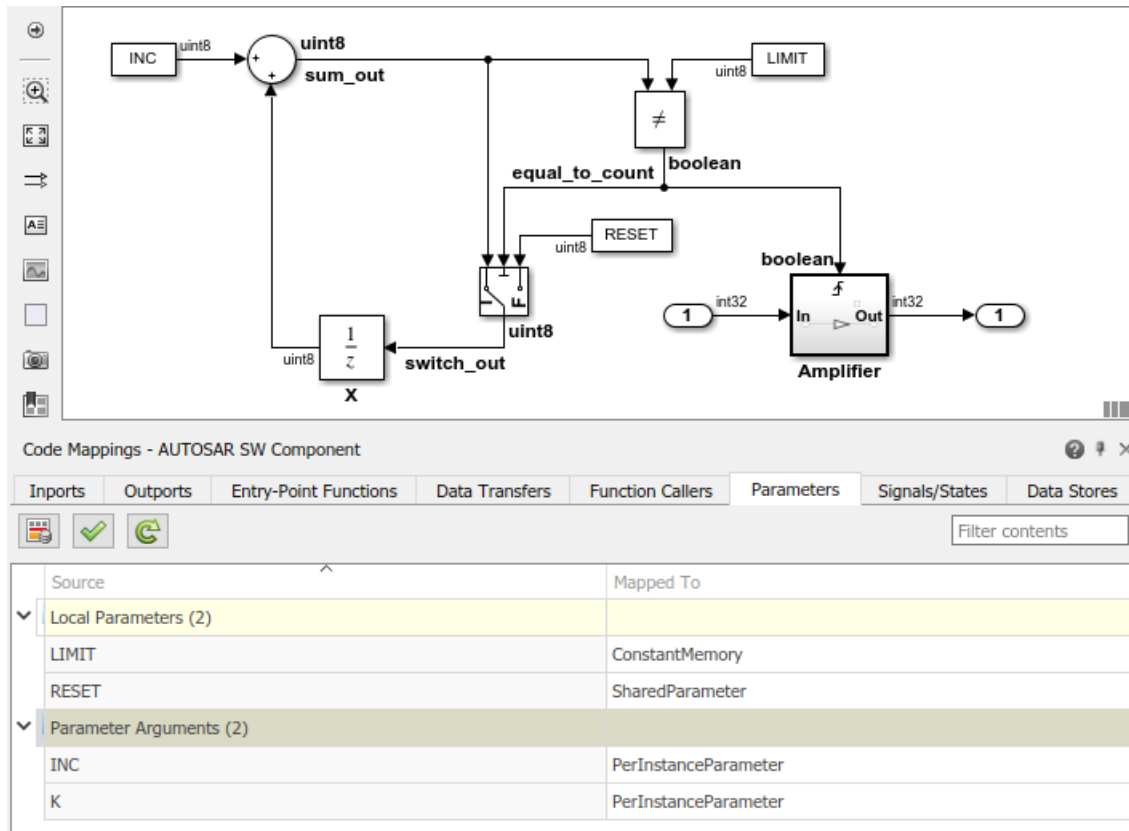 INC
uint8
+
+
uint8
sum_out
LIMIT
uint8
≠
boolean
equal_to_count
RESET
uint8
T
F
uint8
switch_out
1
z
uint8
X
boolean
1
int32
In
Out
int32
1
Amplifier
A
Code Mappings - AUTOSAR SW Component
?
Inports Outports Entry-Point Functions Data Transfers Function Callers Parameters Signals/States Data Stores
Filter contents
Source Mapped To
Local Parameters (2)
LIMIT ConstantMemory
RESET SharedParameter
Parameter Arguments (2)
INC PerInstanceParameter
K PerInstanceParameter